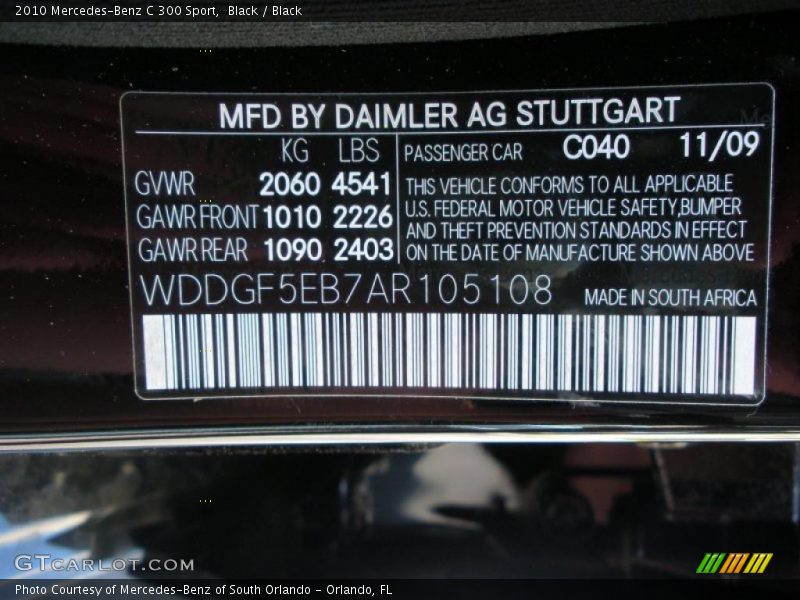 2010 Mercedes-Benz C 300 Sport,  Black / Black
MFD BY DAIMLER AG STUTTGART
KG LBS
GVWR 2060 4541
GAWR FRONT 1010 2226
GAWR REAR 1090 2403
PASSENGER CAR C040 11/09
THIS VEHICLE CONFORMS TO ALL APPLICABLE
U.S. FEDERAL MOTOR VEHICLE SAFETY,BUMPER
AND THEFT PREVENTION STANDARDS IN EFFECT
ON THE DATE OF MANUFACTURE SHOWN ABOVE
WDDGF5EB7AR105108 MADE IN SOUTH AFRICA
GTCARLOT.COM
Photo Courtesy of Mercedes-Benz of South Orlando - Orlando, FL